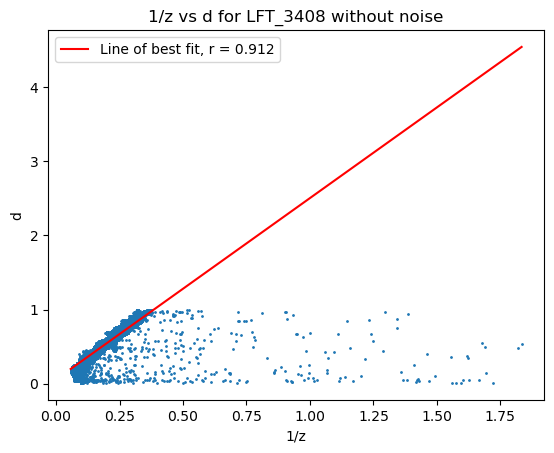 1/z vs d for LFT_3408 without noise
Line of best fit, r = 0.912
4
3
2
1
0
d
0.00 0.25 0.50 0.75 1.00 1.25 1.50 1.75
1/z